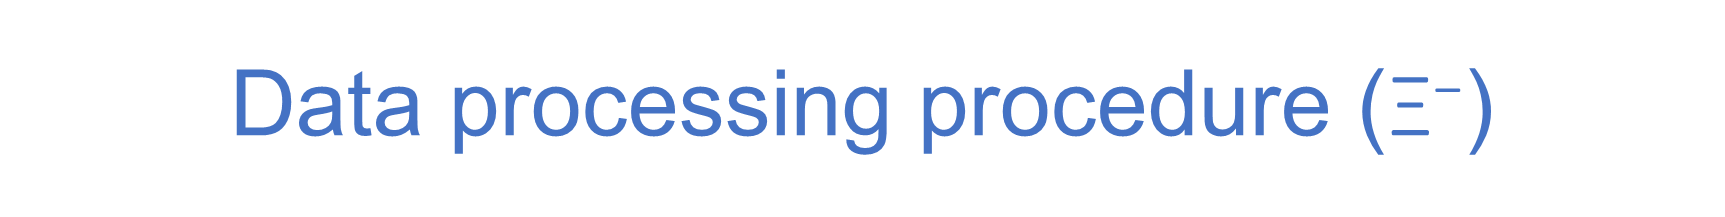 Data processing procedure (Ξ⁻)